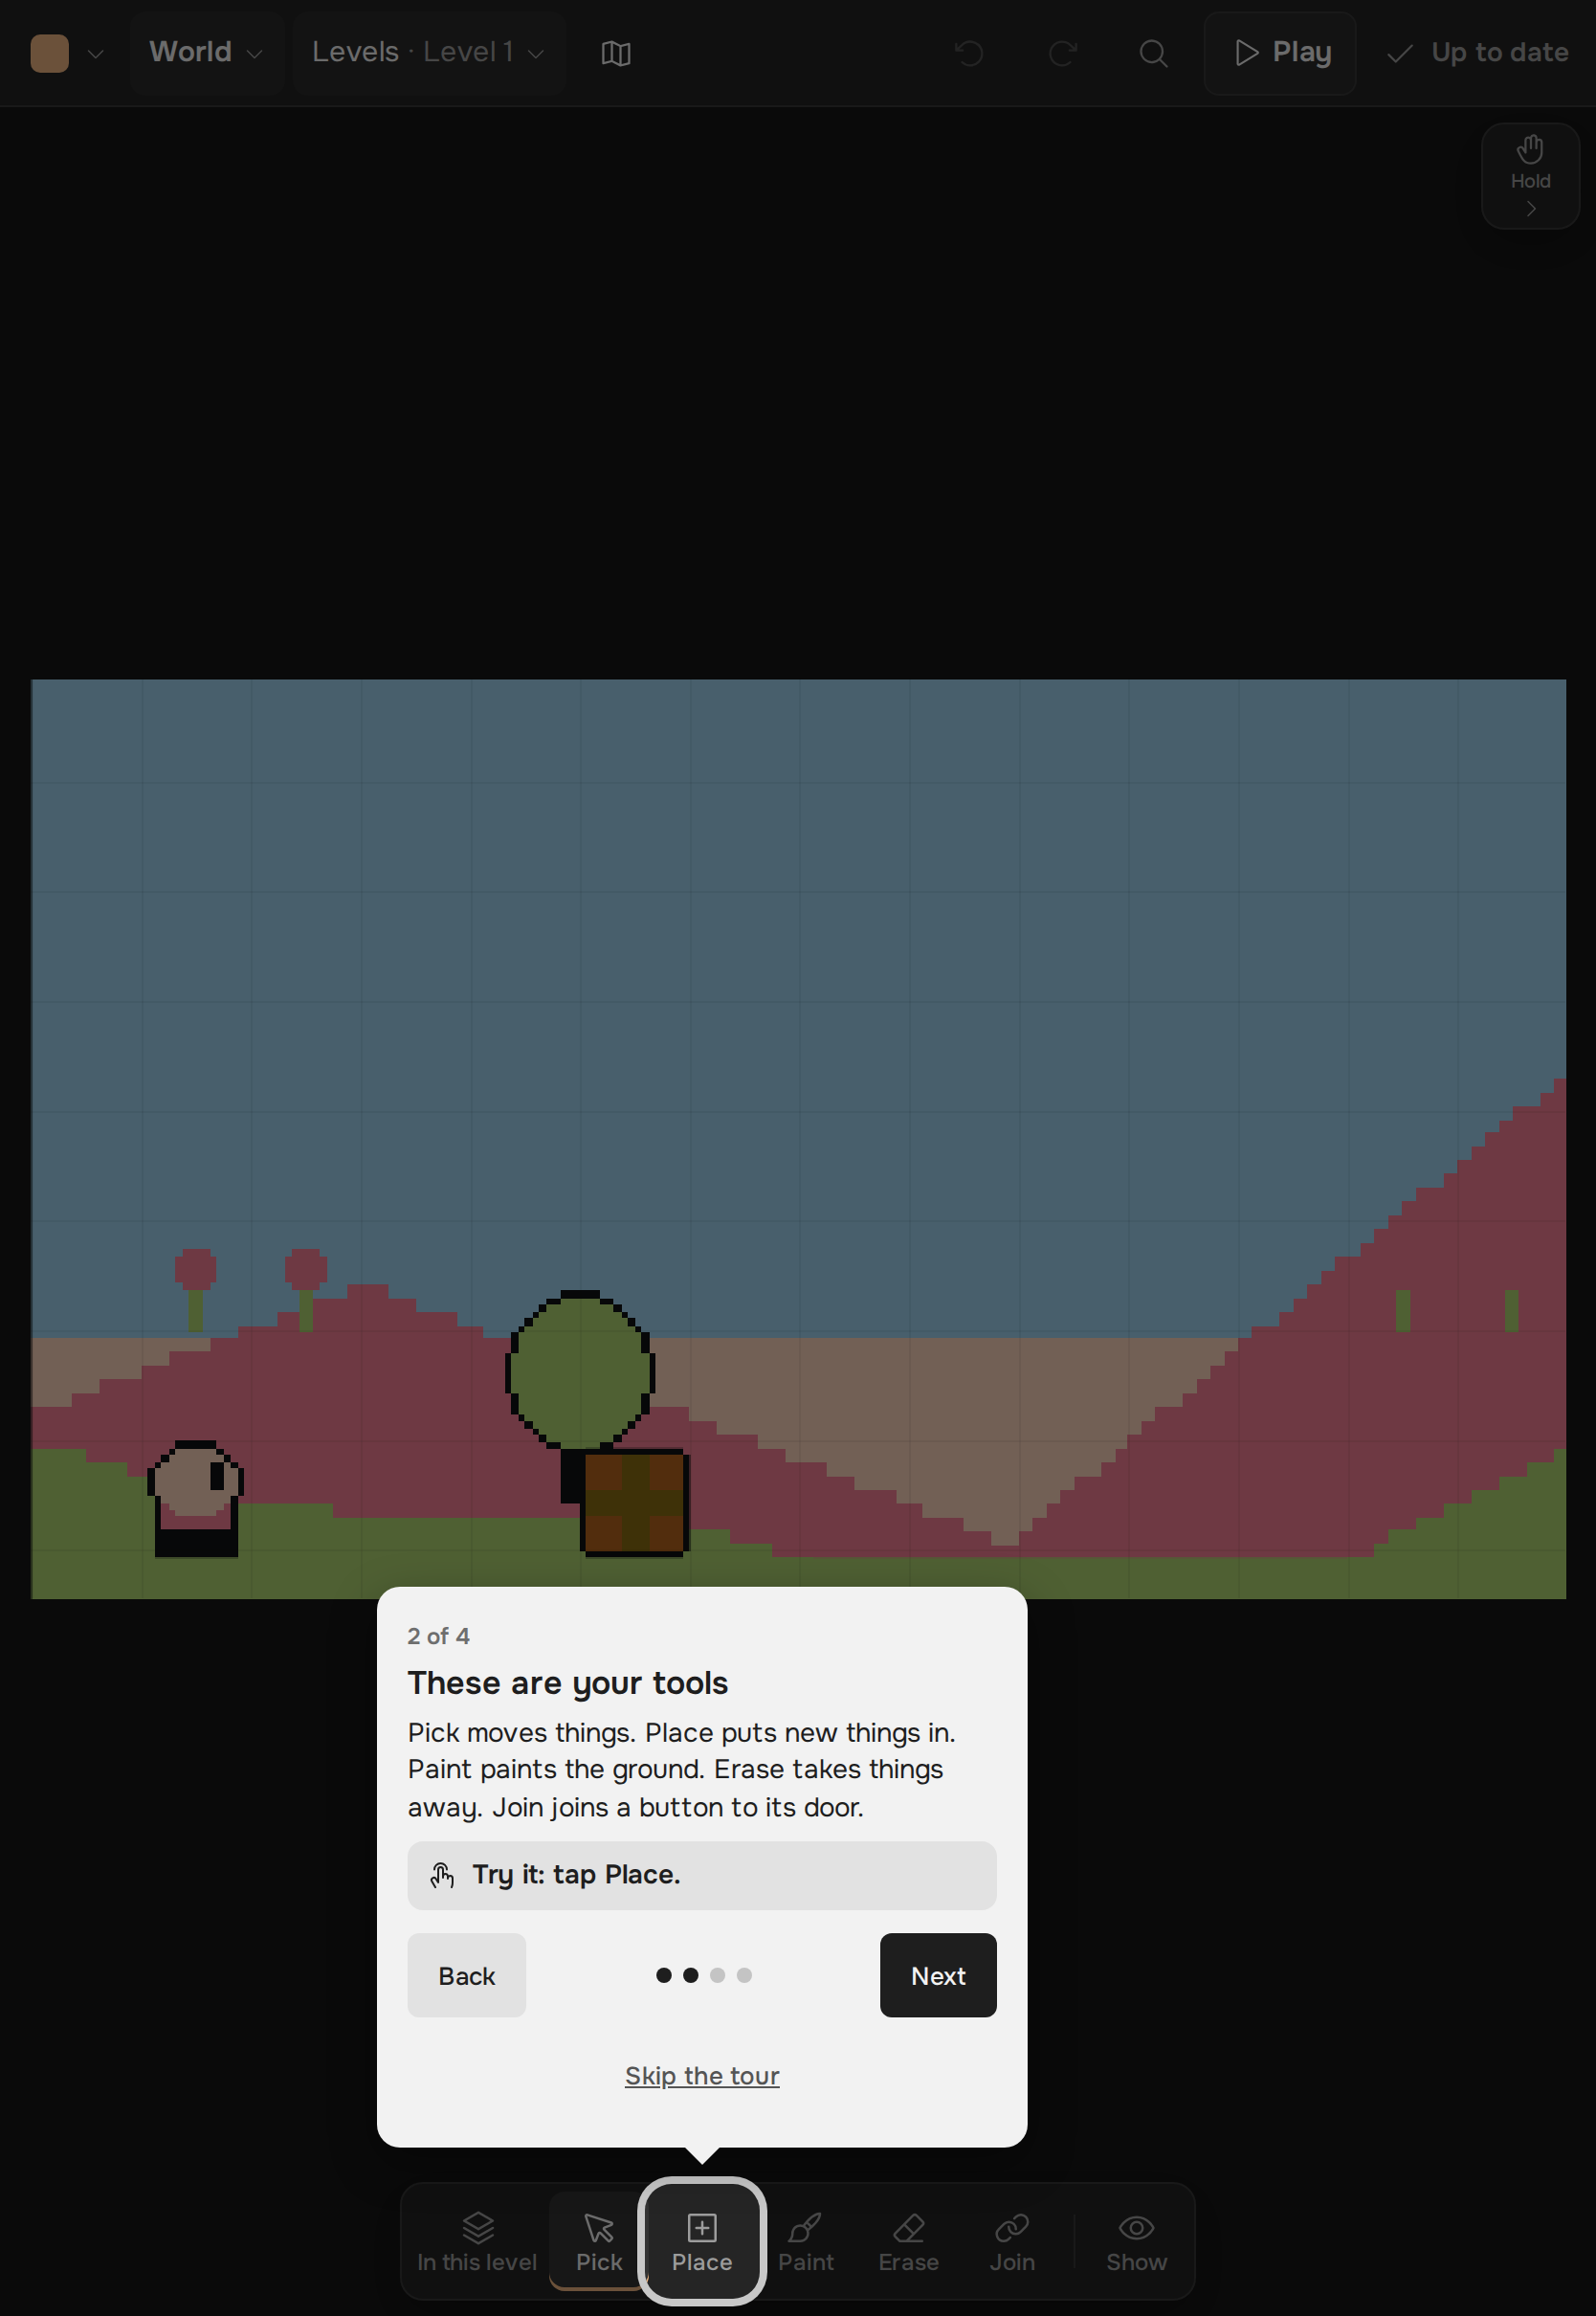 World
Levels · Level 1
Play
Up to date
Hold
2 of 4
These are your tools
Pick moves things. Place puts new things in.
Paint paints the ground. Erase takes things
away. Join joins a button to its door.
Try it: tap Place.
Back
Next
Skip the tour
In this level
Pick
Place
Paint
Erase
Join
Show